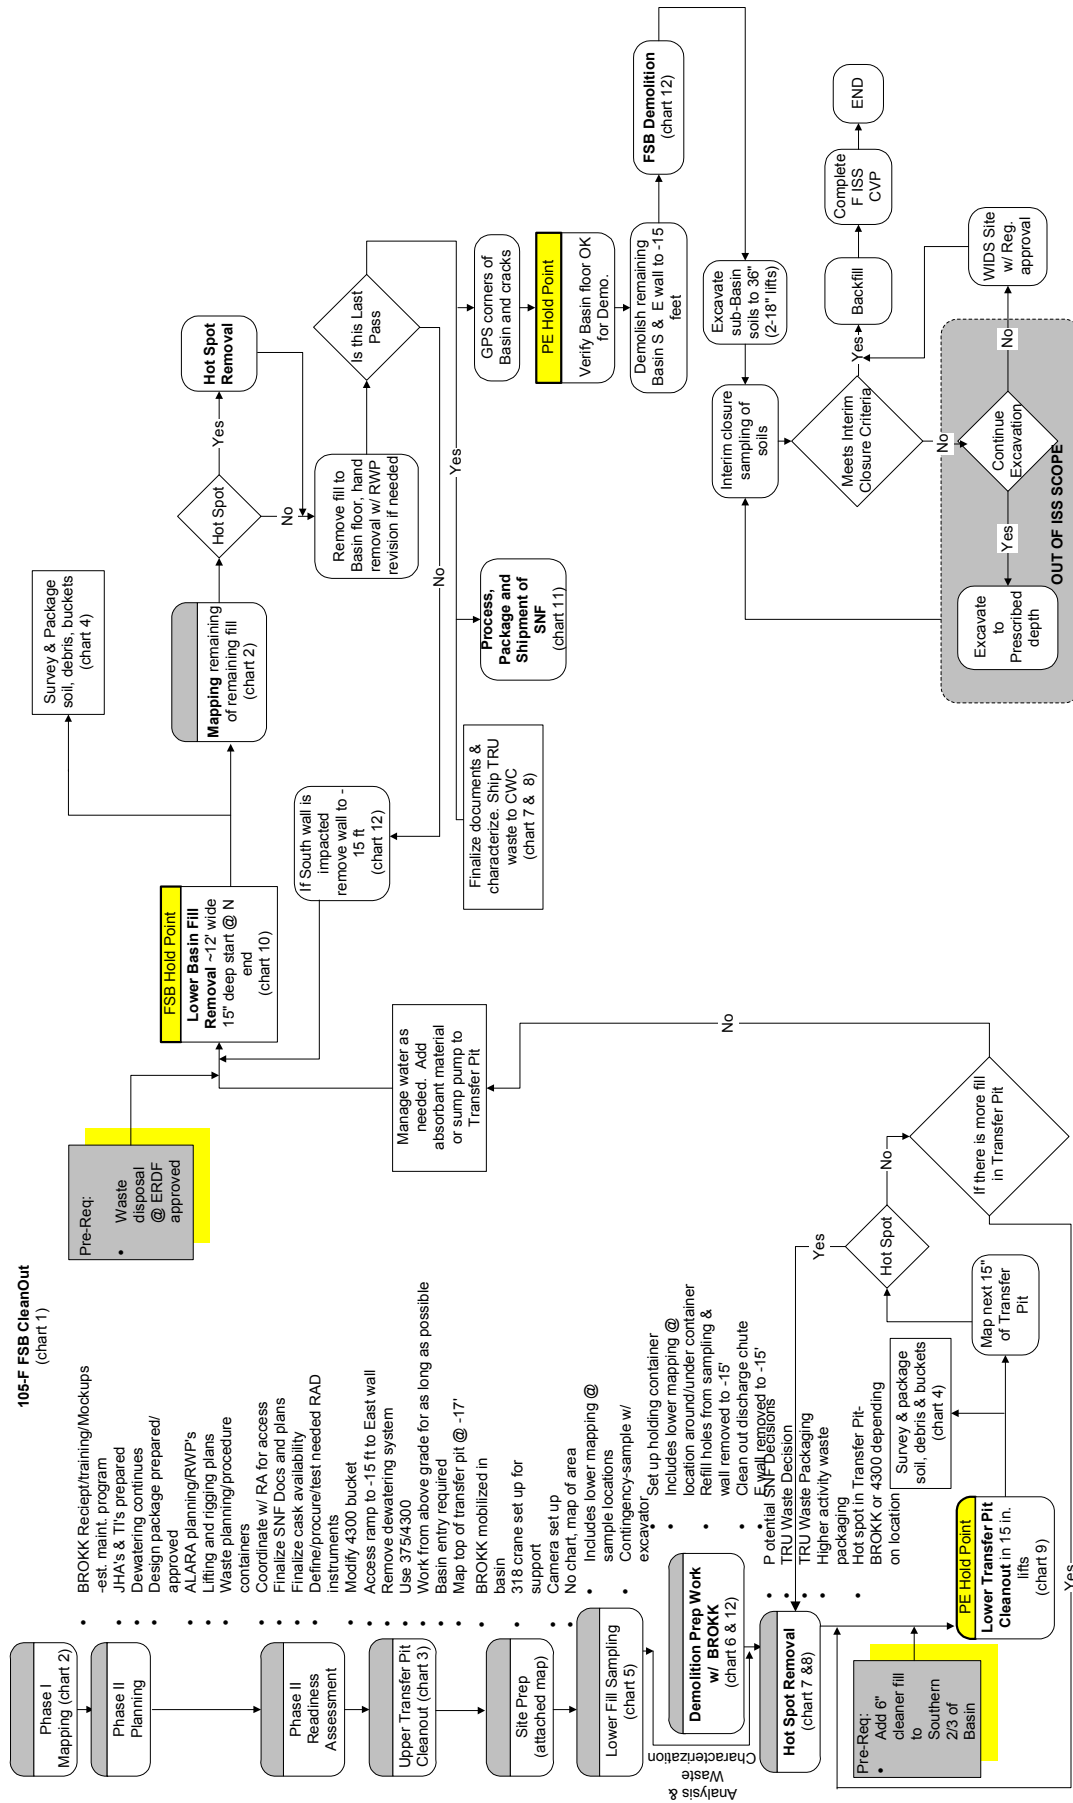 105-F FSB CleanOut
(chart 1)
Phase I
Mapping (chart 2)
Phase II
Planning
Phase II
Readiness
Assessment
Upper Transfer Pit
Cleanout (chart 3)
Site Prep
(attached map)
Lower Fill Sampling
(chart 5)
Analysis &
Waste
Characterization
Demolition Prep Work
w/ BROKK
(chart 6 & 12)
Hot Spot Removal
(chart 7 &8)
• BROKK Reciept/training/Mockups
-est. maint. program
• JHA's & TI's prepared
• Dewatering continues
• Design package prepared/
approved
• ALARA planning/RWP's
• Lifting and rigging plans
• Waste planning/procedure
containers
• Coordinate w/ RA for access
• Finalize SNF Docs and plans
• Finalize cask availability
• Define/procure/test needed RAD
instruments
• Modify 4300 bucket
• Access ramp to -15 ft to East wall
• Remove dewatering system
• Use 375/4300
• Work from above grade for as long as possible
• Basin entry required
• Map top of transfer pit @ -17'
• BROKK mobilized in
basin
• 318 crane set up for
support
• Camera set up
• No chart, map of area
• Includes lower mapping @
sample locations
• Contingency-sample w/
excavator
• Set up holding container
• Includes lower mapping @
location around/under container
• Refill holes from sampling &
wall removed to -15'
• Clean out discharge chute
• E wall removed to -15'
• P otential SNF Decisions
• TRU Waste Decision
• TRU Waste Packaging
• Higher activity waste
packaging
• Hot spot in Transfer Pit-
BROKK or 4300 depending
on location
Pre-Req:
• Add 6"
cleaner fill
to
Southern
2/3 of
Basin
PE Hold Point
Lower Transfer Pit
Cleanout in 15 in.
lifts
(chart 9)
Survey & package
soil, debris & buckets
(chart 4)
Map next 15"
of Transfer
Pit
Hot Spot
Yes
No
If there is more fill
in Transfer Pit
Yes
No
Manage water as
needed. Add
absorbant material
or sump pump to
Transfer Pit
Pre-Req:
• Waste
disposal
@ ERDF
approved
FSB Hold Point
Lower Basin Fill
Removal ~12' wide
15" deep start @ N
end
(chart 10)
Survey & Package
soil, debris, buckets
(chart 4)
Mapping remaining
of remaining fill
(chart 2)
Hot Spot
Yes
No
Hot Spot
Removal
Remove fill to
Basin floor, hand
removal w/ RWP
revision if needed
Is this Last
Pass
No
Yes
If South wall is
impacted
remove wall to -
15 ft
(chart 12)
Finalize documents &
characterize. Ship TRU
waste to CWC
(chart 7 & 8)
Process,
Package and
Shipment of
SNF
(chart 11)
GPS corners of
Basin and cracks
PE Hold Point
Verify Basin floor OK
for Demo.
Demolish remaining
Basin S & E wall to -15
feet
FSB Demolition
(chart 12)
Excavate
sub-Basin
soils to 36"
(2-18" lifts)
Interim closure
sampling of
soils
Meets Interim
Closure Criteria
Yes
No
Backfill
Complete
F ISS
CVP
END
Continue
Excavation
No
Yes
WIDS Site
w/ Reg.
approval
Excavate
to
Prescribed
depth
OUT OF ISS SCOPE